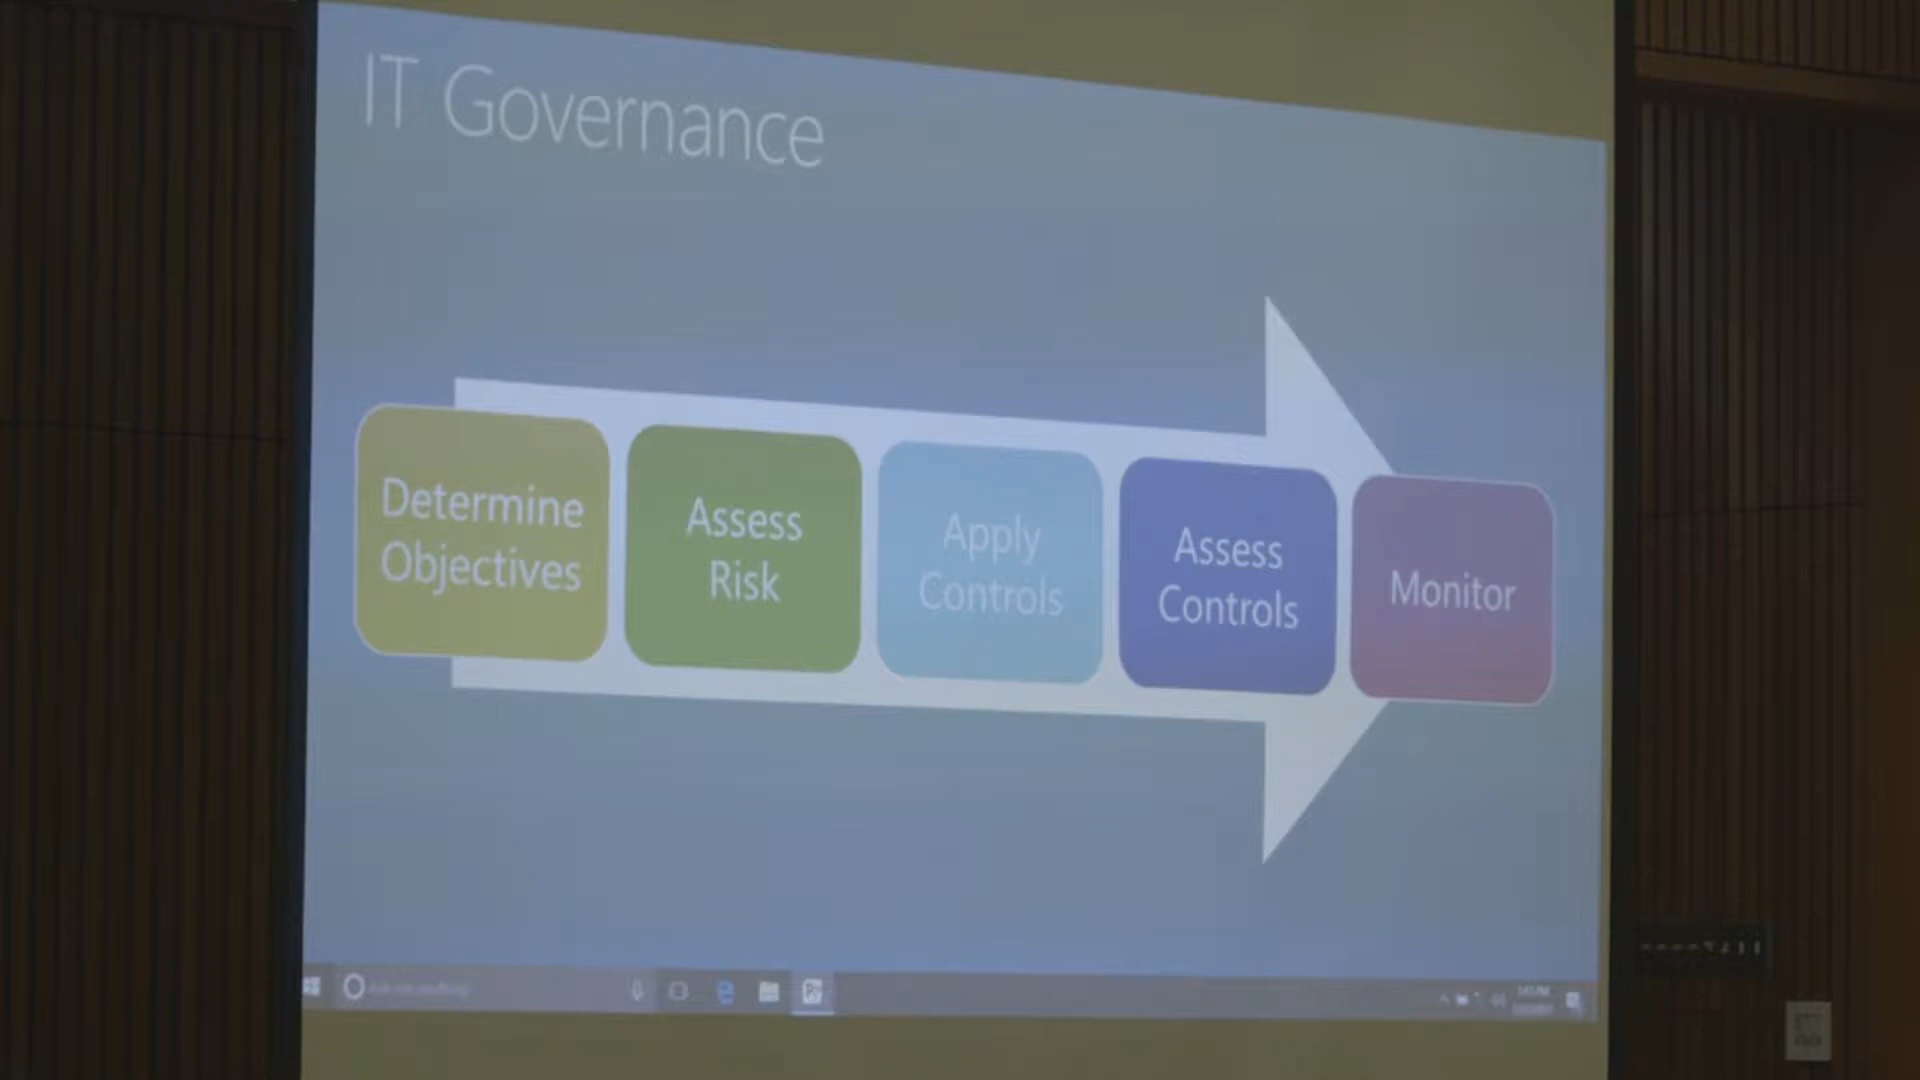 IT Governance
Determine
Objectives
Assess
Risk
Apply
Controls
Assess
Controls
Monitor